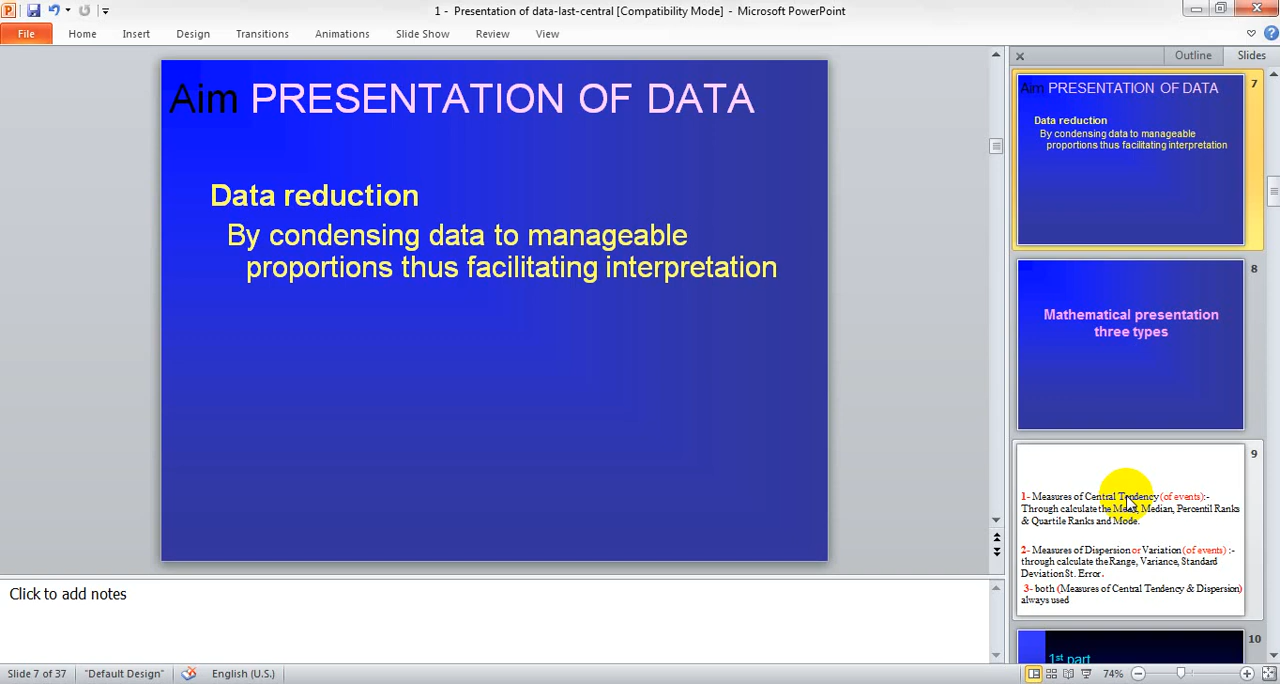 1 - Presentation of data-last-central [Compatibility Mode] - Microsoft PowerPoint
File Home Insert Design Transitions Animations Slide Show Review View
Aim PRESENTATION OF DATA
Data reduction
By condensing data to manageable
proportions thus facilitating interpretation
Click to add notes
Outline Slides
Aim PRESENTATION OF DATA
7
Data reduction
By condensing data to manageable
proportions thus facilitating interpretation
8
Mathematical presentation
three types
9
1- Measures of Central Tendency (of events):-
Through calculate the Mean, Median, Percentil Ranks
& Quartile Ranks and Mode.
2- Measures of Dispersion or Variation (of events) :-
through calculate the Range, Variance, Standard
Deviation St. Error.
3- both (Measures of Central Tendency & Dispersion)
always used
10
1st part
Slide 7 of 37 "Default Design" English (U.S.) 74%